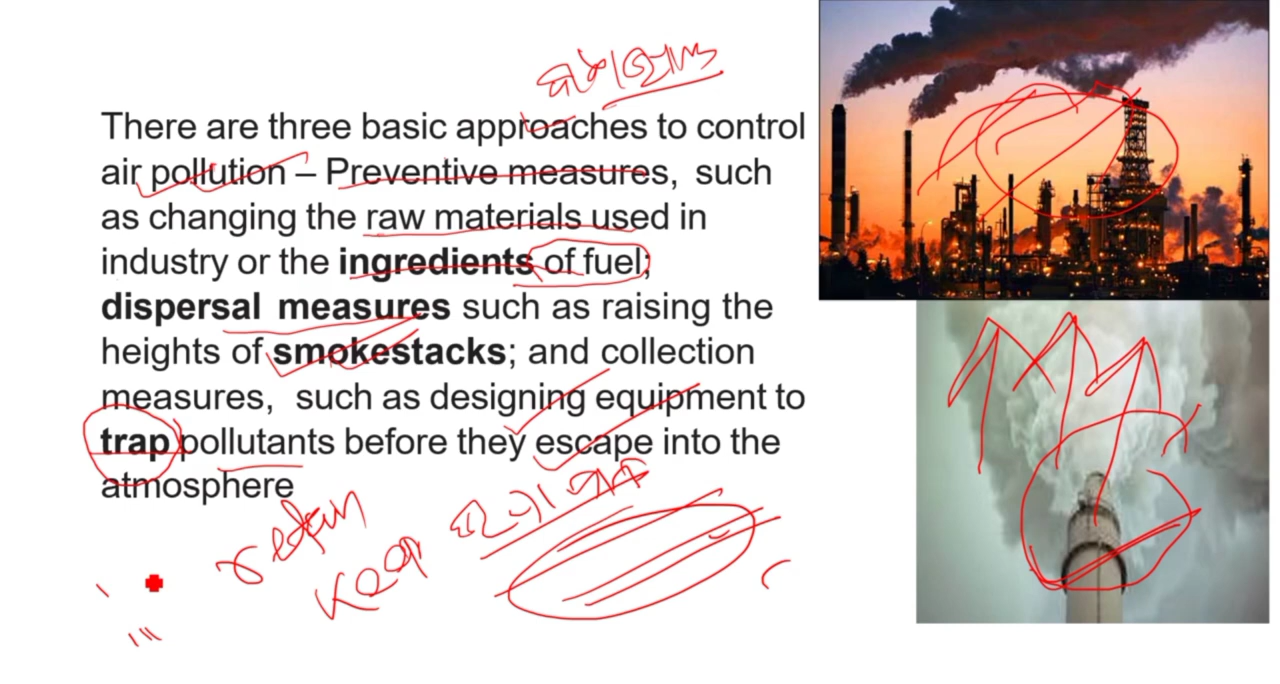 There are three basic approaches to control
air pollution – Preventive measures, such
as changing the raw materials used in
industry or the ingredients of fuel;
dispersal measures such as raising the
heights of smokestacks; and collection
measures, such as designing equipment to
trap pollutants before they escape into the
atmosphere
retain
Keep